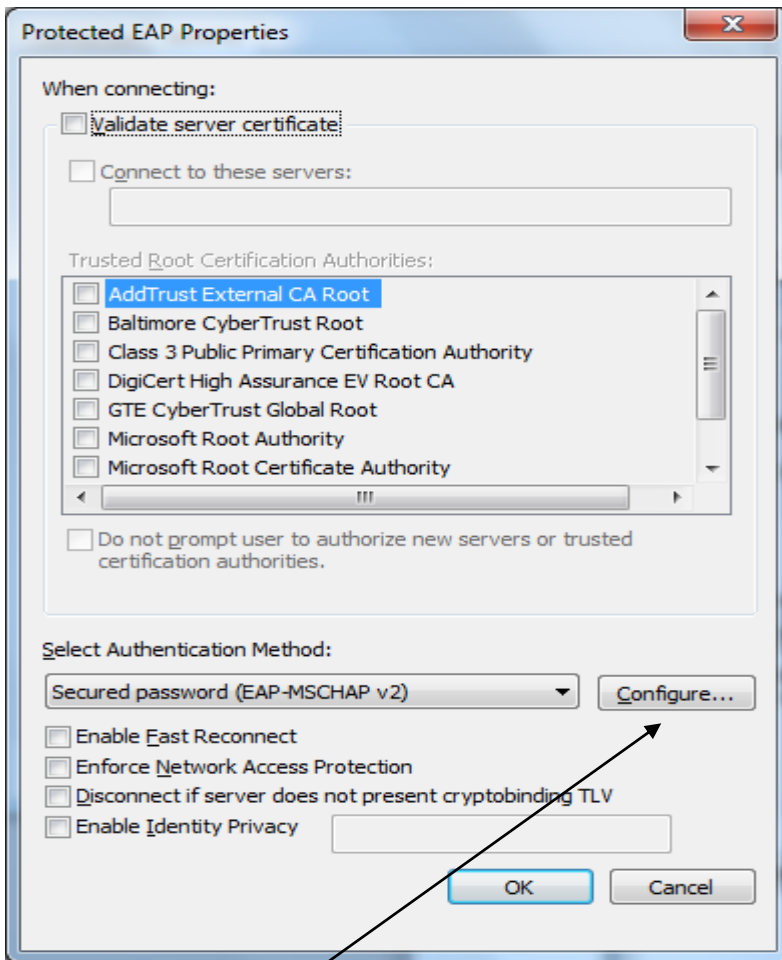 Protected EAP Properties
When connecting:
Validate server certificate
Connect to these servers:
Trusted Root Certification Authorities:
AddTrust External CA Root
Baltimore CyberTrust Root
Class 3 Public Primary Certification Authority
DigiCert High Assurance EV Root CA
GTE CyberTrust Global Root
Microsoft Root Authority
Microsoft Root Certificate Authority
Do not prompt user to authorize new servers or trusted
certification authorities.
Select Authentication Method:
Secured password (EAP-MSCHAP v2) Configure...
Enable Fast Reconnect
Enforce Network Access Protection
Disconnect if server does not present cryptobinding TLV
Enable Identity Privacy
OK Cancel